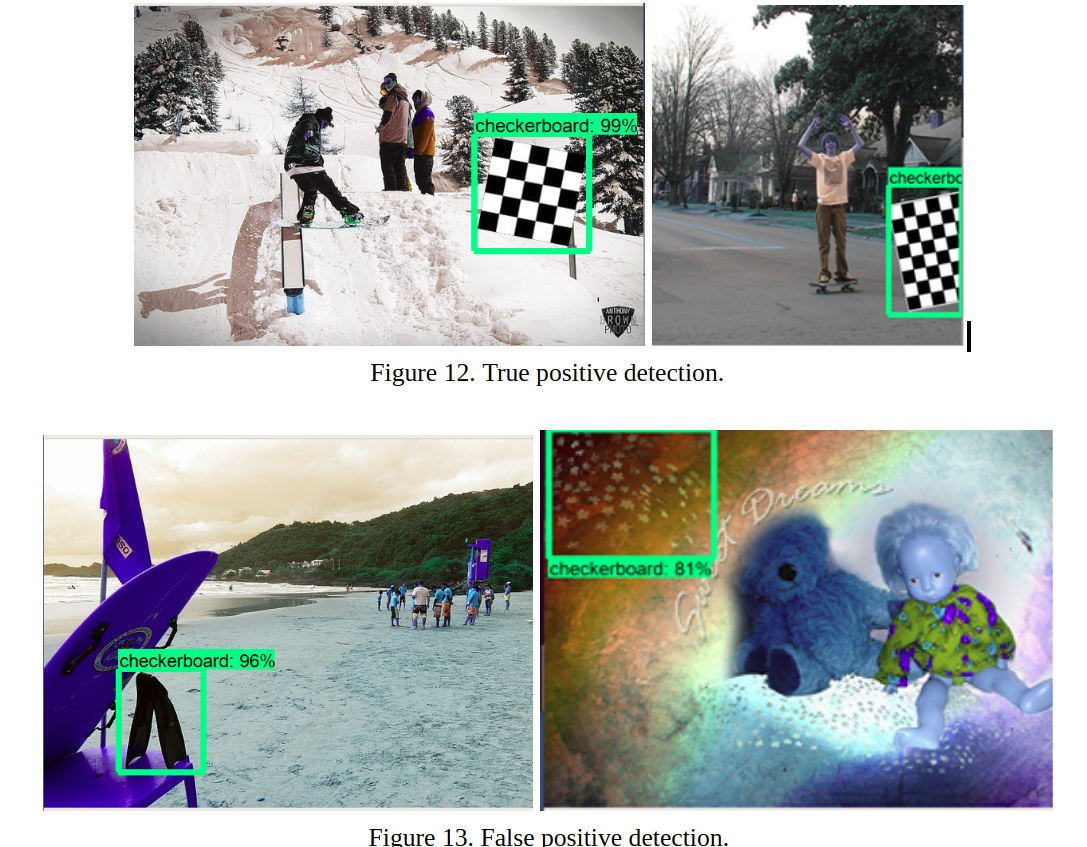 checkerboard: 99%
checkerbo
ANTHONY
BROWN
PHOTO
Figure 12. True positive detection.
checkerboard: 81%
Sweet Dreams
checkerboard: 96%
Figure 13. False positive detection.